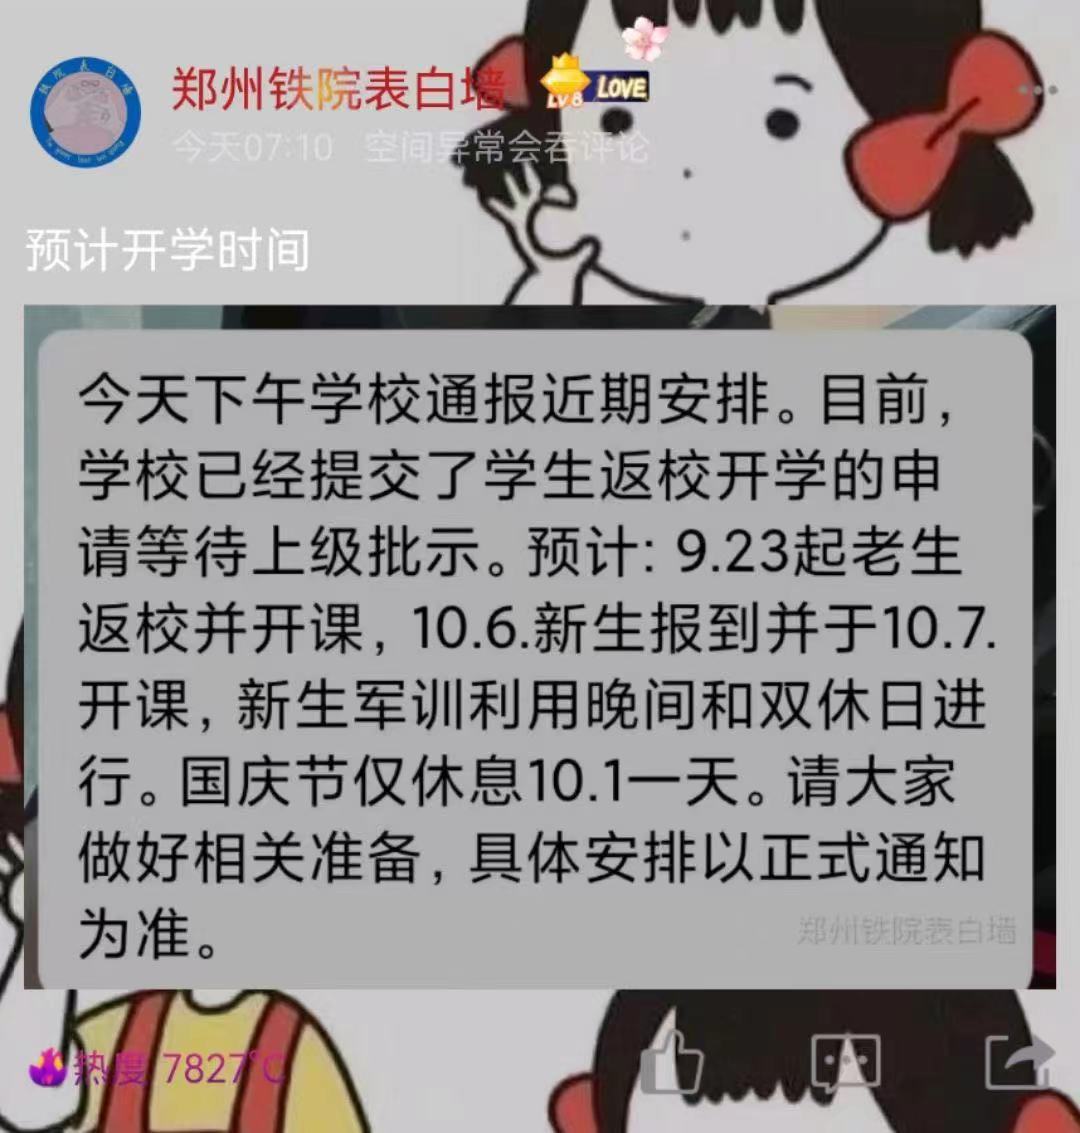 郑州铁院表白墙
LV8 LOVE
今天07:10 空间异常会吞评论
预计开学时间
今天下午学校通报近期安排。目前，
学校已经提交了学生返校开学的申
请等待上级批示。预计：9.23起老生
返校并开课，10.6.新生报到并于10.7.
开课，新生军训利用晚间和双休日进
行。国庆节仅休息10.1一天。请大家
做好相关准备，具体安排以正式通知
为准。
郑州铁院表白墙
热度 7827℃